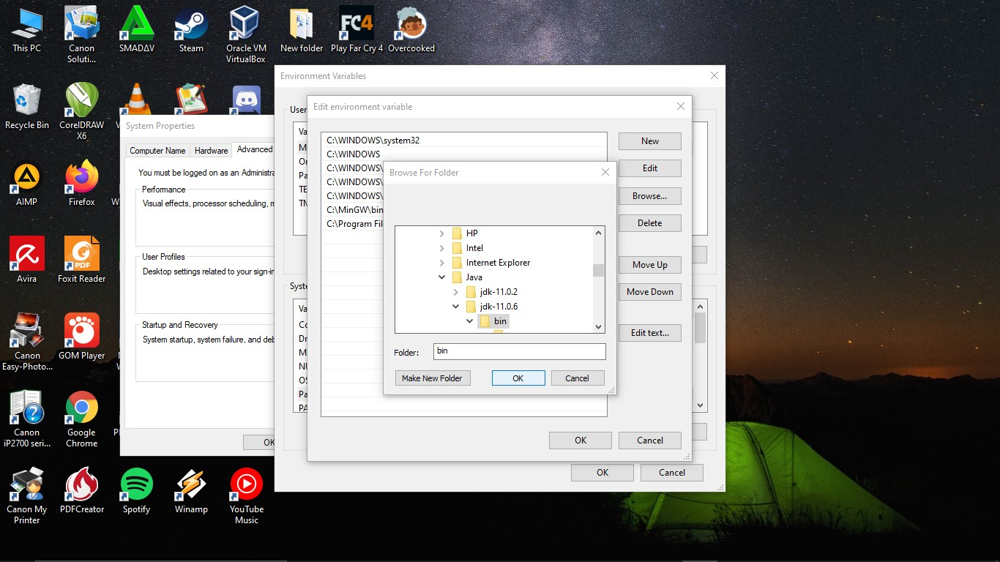 This PC
Canon
Soluti...
SMADΔV
Steam
Oracle VM
VirtualBox
New folder
FC4
Play Far Cry 4
Overcooked
Recycle Bin
CorelDRAW
X6
AIMP
Firefox
Avira
PDF
Foxit Reader
Canon
Easy-Photo...
GOM Player
Canon
iP2700 seri...
Google
Chrome
Canon My
Printer
PDFCreator
Spotify
Winamp
YouTube
Music
System Properties
Computer Name
Hardware
Advanced
You must be logged on as an Administra
Performance
Visual effects, processor scheduling, m
User Profiles
Desktop settings related to your sign-in
Startup and Recovery
System startup, system failure, and deb
OK
Environment Variables
User
Va
M
Or
Pa
TE
TM
Syste
Va
Co
Dr
M
NU
OS
Pa
PA
OK
Cancel
Edit environment variable
C:\WINDOWS\system32
C:\WINDOWS
C:\WINDOWS\
C:\WINDOWS\
C:\WINDOWS\
C:\MinGW\bin
C:\Program Fil
New
Edit
Browse...
Delete
Move Up
Move Down
Edit text...
OK
Cancel
Browse For Folder
HP
Intel
Internet Explorer
Java
jdk-11.0.2
jdk-11.0.6
bin
Folder:
bin
Make New Folder
OK
Cancel